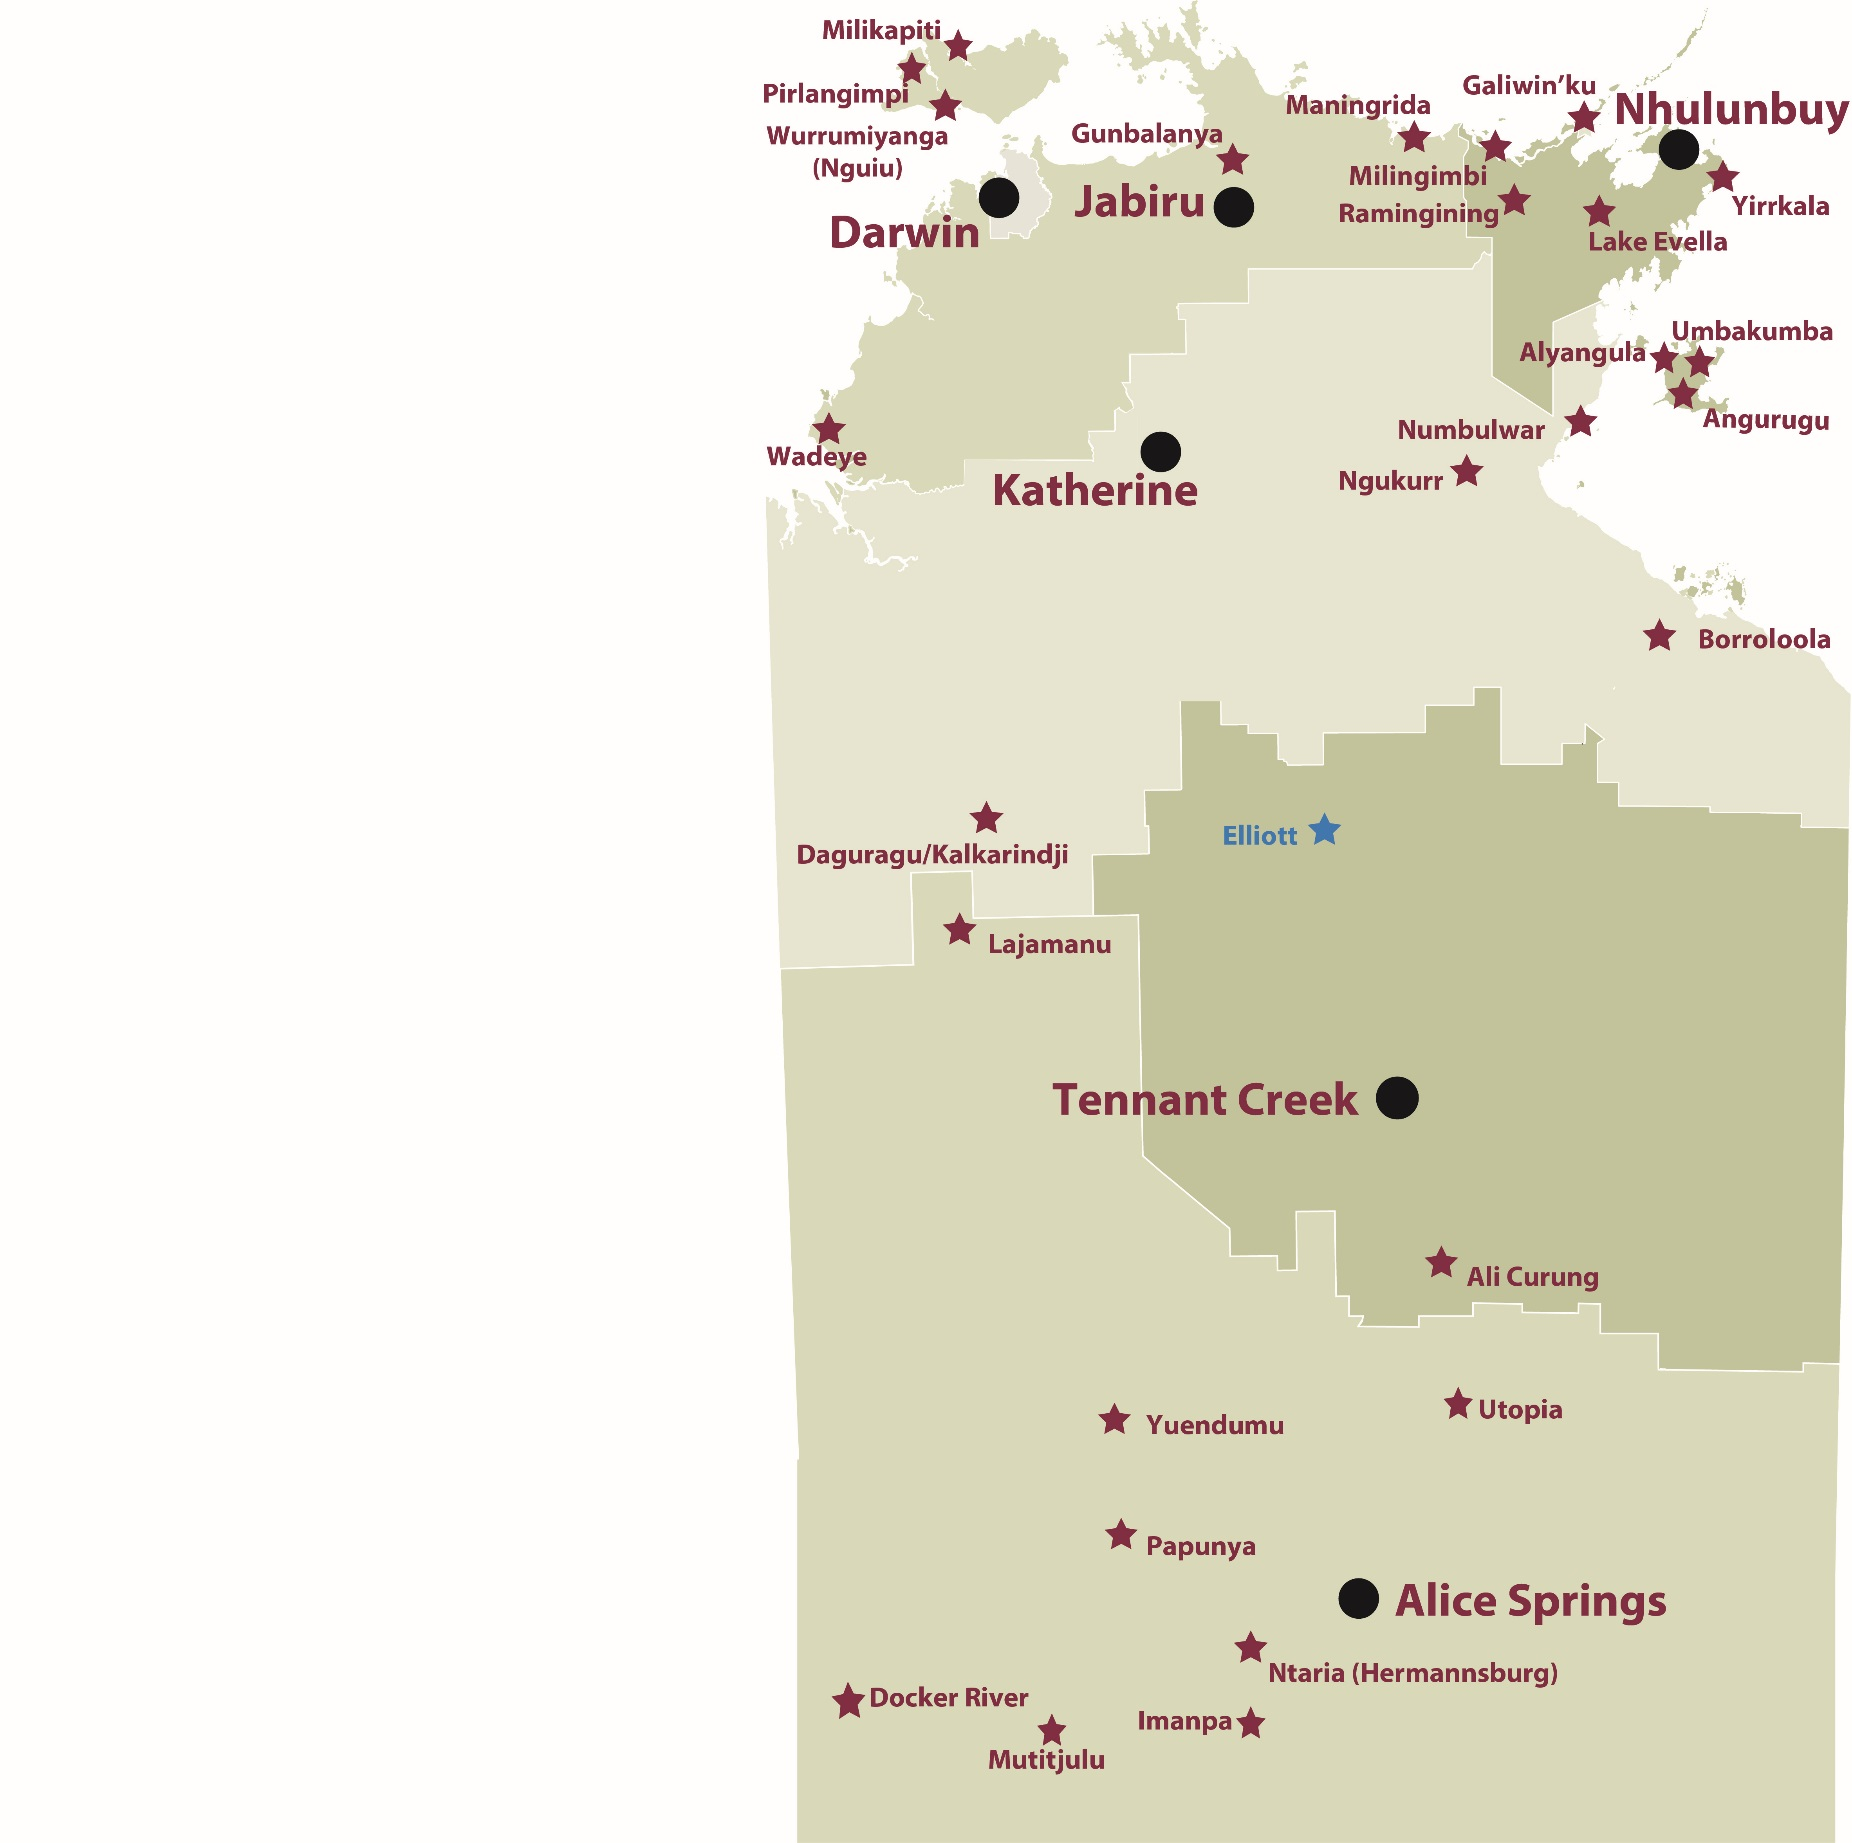 Milikapiti
Pirlangimpi
Wurrumiyanga
(Nguiu)
Darwin
Gunbalanya
Jabiru
Maningrida
Galiwin’ku
Nhulunbuy
Milingimbi
Ramingining
Yirrkala
Lake Evella
Umbakumba
Alyangula
Angurugu
Numbulwar
Ngukurr
Wadeye
Katherine
Borroloola
Elliott
Daguragu/Kalkarindji
Lajamanu
Tennant Creek
Ali Curung
Utopia
Yuendumu
Papunya
Alice Springs
Ntaria (Hermannsburg)
Docker River
Imanpa
Mutitjulu